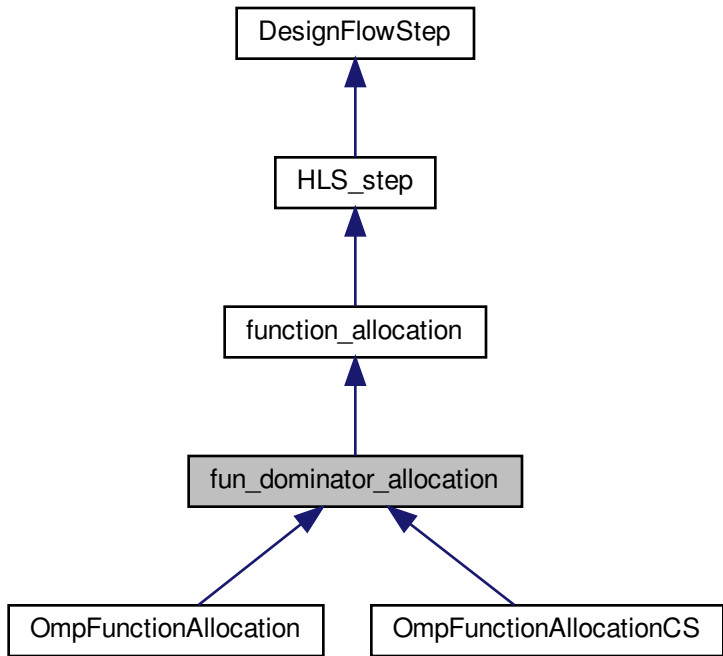 DesignFlowStep
HLS_step
function_allocation
fun_dominator_allocation
OmpFunctionAllocation
OmpFunctionAllocationCS